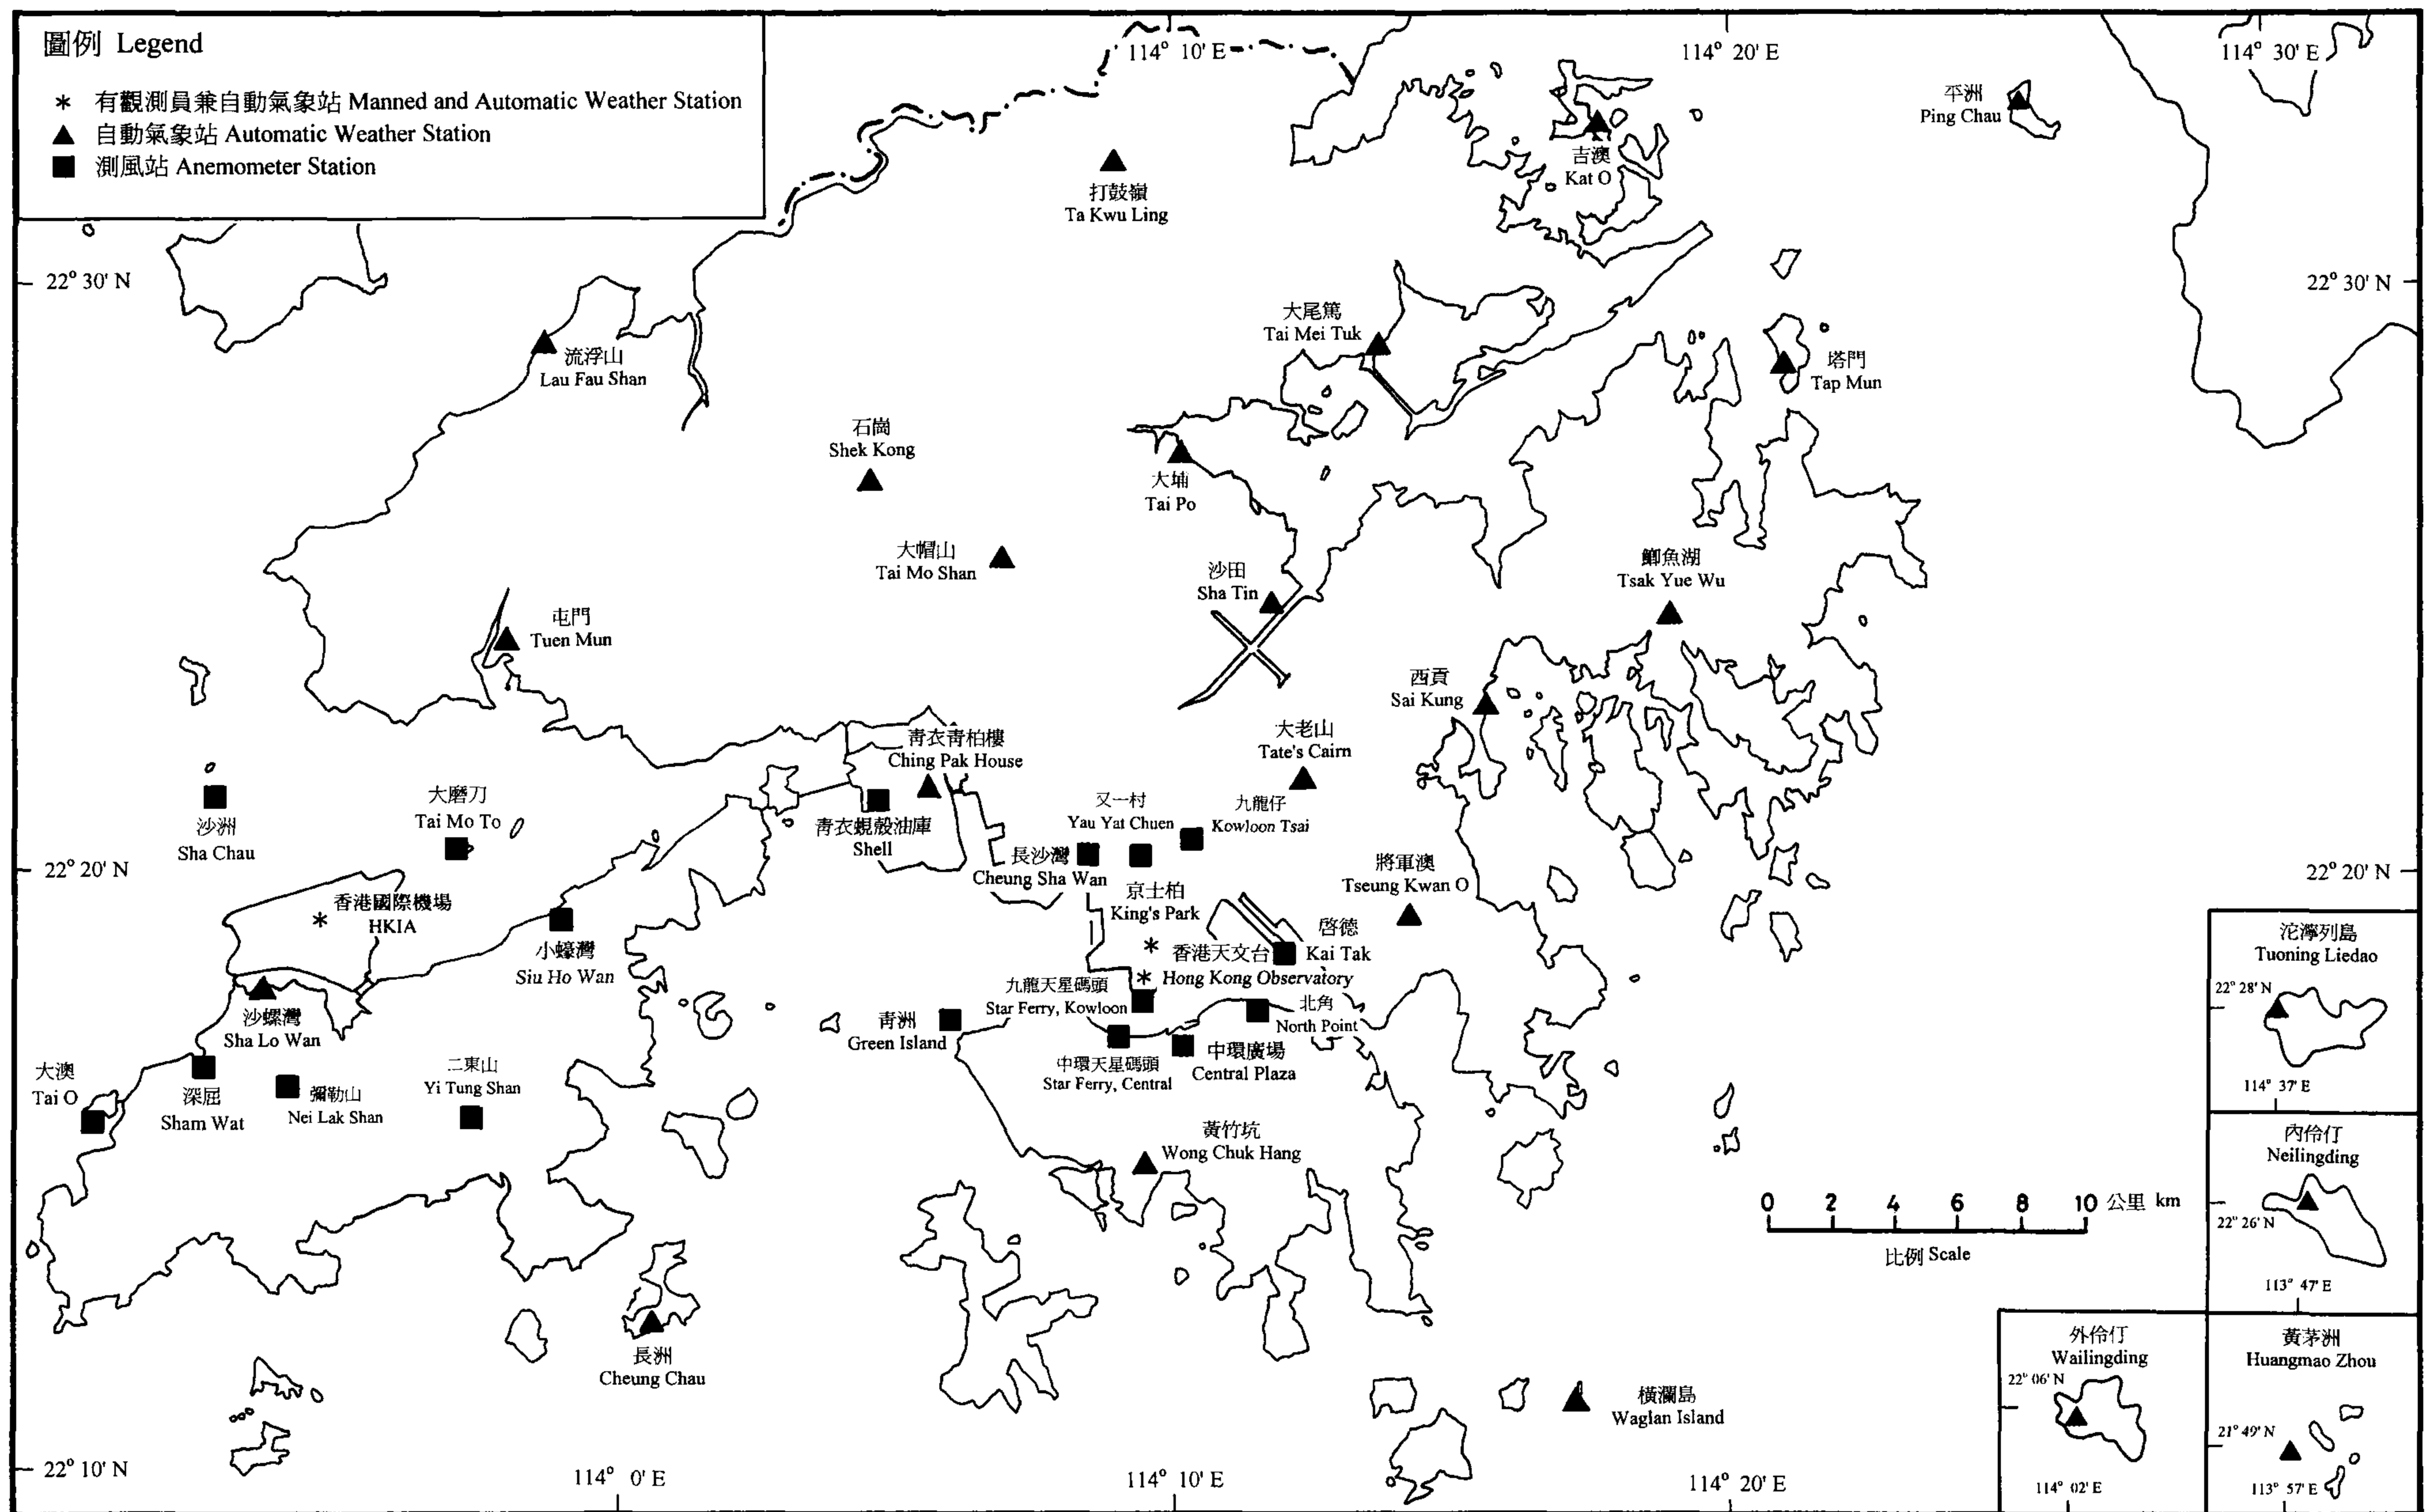 圖例 Legend
* 有觀測員兼自動氣象站 Manned and Automatic Weather Station
▲ 自動氣象站 Automatic Weather Station
■ 測風站 Anemometer Station
114° 10' E
114° 20' E
114° 30' E
平洲
Ping Chau
吉澳
Kat O
打鼓嶺
Ta Kwu Ling
22° 30' N
22° 30' N
大尾篤
Tai Mei Tuk
流浮山
Lau Fau Shan
塔門
Tap Mun
石崗
Shek Kong
大埔
Tai Po
大帽山
Tai Mo Shan
沙田
Sha Tin
鯽魚湖
Tsak Yue Wu
屯門
Tuen Mun
西貢
Sai Kung
青衣青柏樓
Ching Pak House
大老山
Tate's Cairn
沙洲
Sha Chau
大磨刀
Tai Mo To
青衣蜆殼油庫
Shell
又一村
Yau Yat Chuen
九龍仔
Kowloon Tsai
長沙灣
Cheung Sha Wan
將軍澳
Tseung Kwan O
22° 20' N
22° 20' N
京士柏
King's Park
香港國際機場
HKIA
小蠔灣
Siu Ho Wan
啓德
Kai Tak
香港天文台
Hong Kong Observatory
九龍天星碼頭
Star Ferry, Kowloon
北角
North Point
青洲
Green Island
中環天星碼頭
Star Ferry, Central
中環廣場
Central Plaza
沙螺灣
Sha Lo Wan
大澳
Tai O
深屈
Sham Wat
彌勒山
Nei Lak Shan
二東山
Yi Tung Shan
黃竹坑
Wong Chuk Hang
長洲
Cheung Chau
橫瀾島
Waglan Island
0 2 4 6 8 10 公里 km
比例 Scale
沱濘列島
Tuoning Liedao
22° 28' N
114° 37' E
內伶仃
Neilingding
22° 26' N
113° 47' E
外伶仃
Wailingding
22° 06' N
114° 02' E
黃茅洲
Huangmao Zhou
21° 49' N
113° 57' E
22° 10' N
114° 0' E
114° 10' E
114° 20' E